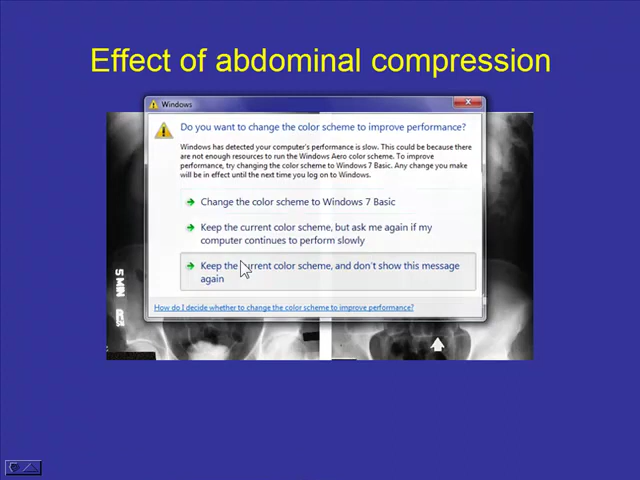 Effect of abdominal compression
Windows
Do you want to change the color scheme to improve performance?
Windows has detected your computer's performance is slow. This could be because
there are not enough resources to run the Windows Aero color scheme. To improve
performance, try changing the color scheme to Windows 7 Basic. Any change you make
will be in effect until the next time you log on to Windows.
Change the color scheme to Windows 7 Basic
Keep the current color scheme, but ask me again if my
computer continues to perform slowly
Keep the current color scheme, and don't show this message
again
How do I decide whether to change the color scheme to improve performance?
5 MIN